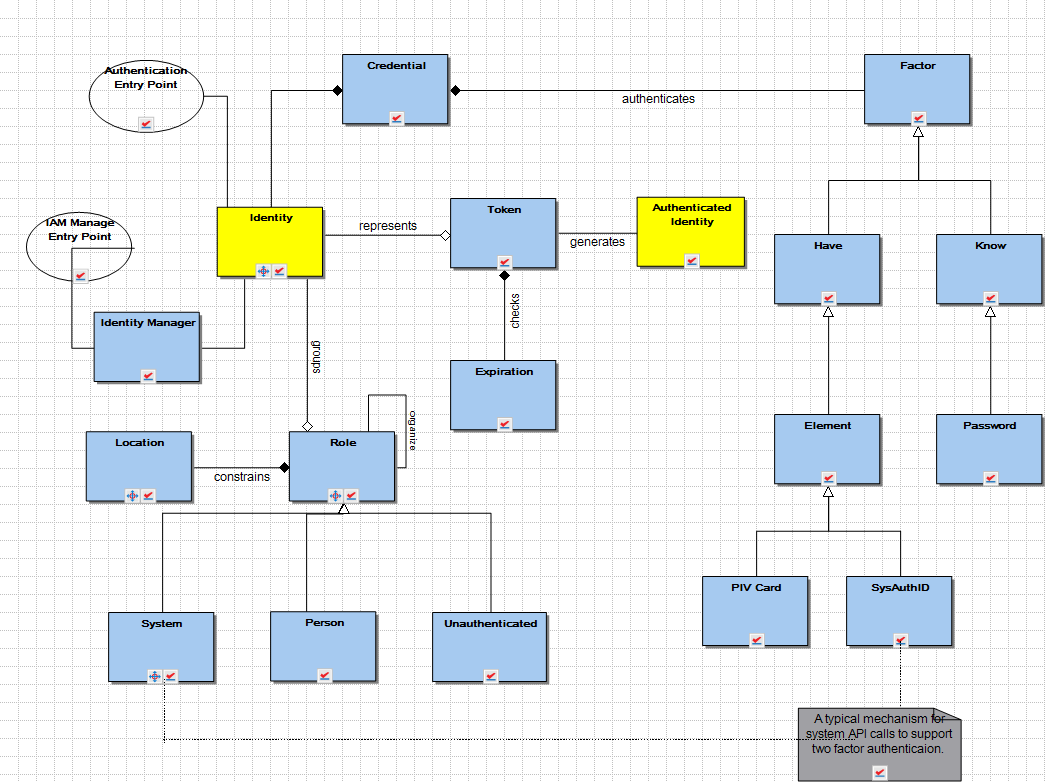 Authentication
Entry Point
Credential
Factor
authenticates
IAM Manage
Entry Point
Identity
represents
Token
generates
Authenticated
Identity
Have
Know
checks
Identity Manager
groups
Expiration
organize
Location
constrains
Role
Element
Password
PIV Card
SysAuthID
System
Person
Unauthenticated
A typical mechanism for
system API calls to support
two factor authenticaion.